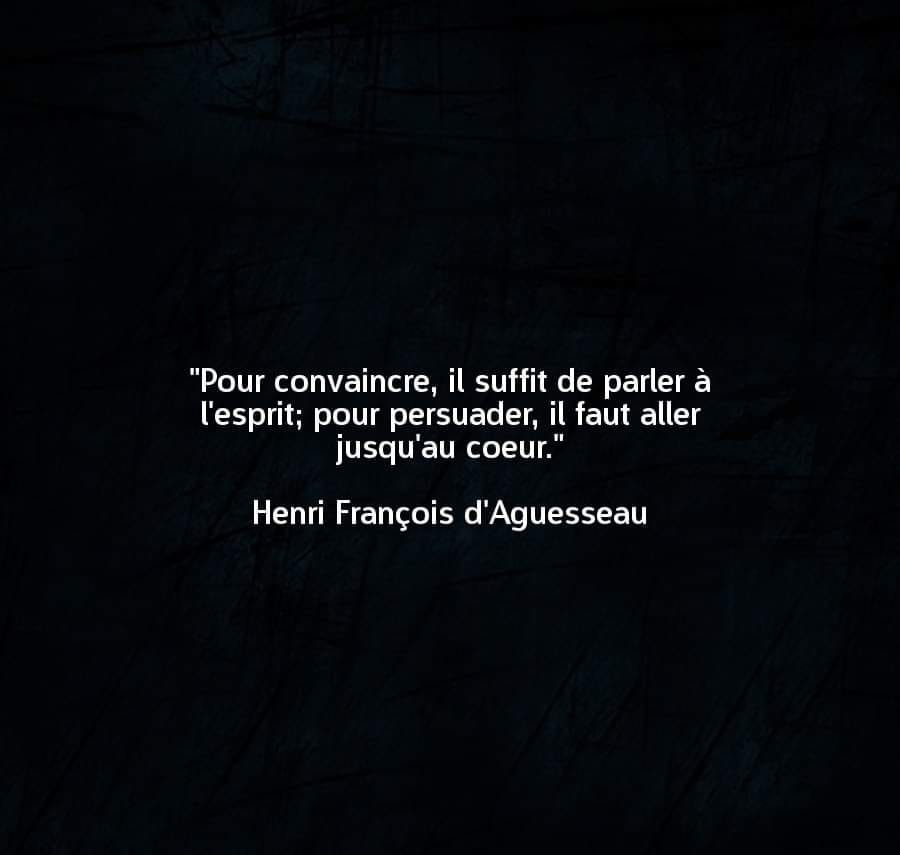 "Pour convaincre, il suffit de parler à
l'esprit; pour persuader, il faut aller
jusqu'au coeur."
Henri François d'Aguesseau